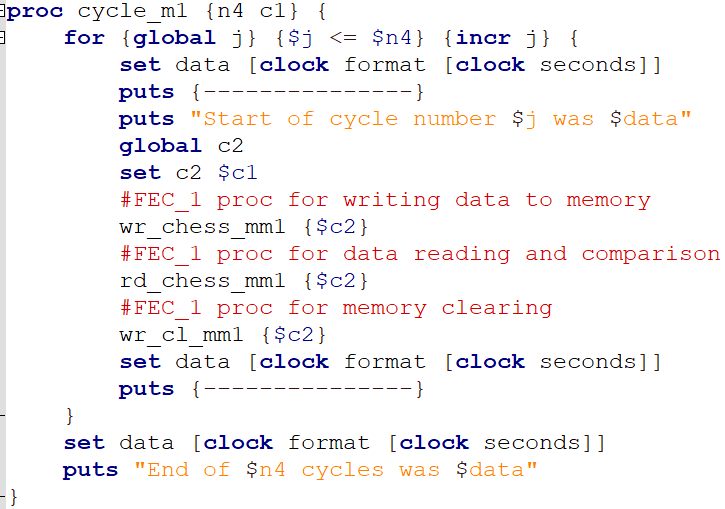 proc cycle_m1 {n4 c1} {
    for {global j} {$j <= $n4} {incr j} {
        set data [clock format [clock seconds]]
        puts {---------------}
        puts "Start of cycle number $j was $data"
        global c2
        set c2 $c1
        #FEC_1 proc for writing data to memory
        wr_chess_mm1 {$c2}
        #FEC_1 proc for data reading and comparison
        rd_chess_mm1 {$c2}
        #FEC_1 proc for memory clearing
        wr_cl_mm1 {$c2}
        set data [clock format [clock seconds]]
        puts {---------------}
    }
    set data [clock format [clock seconds]]
    puts "End of $n4 cycles was $data"
}